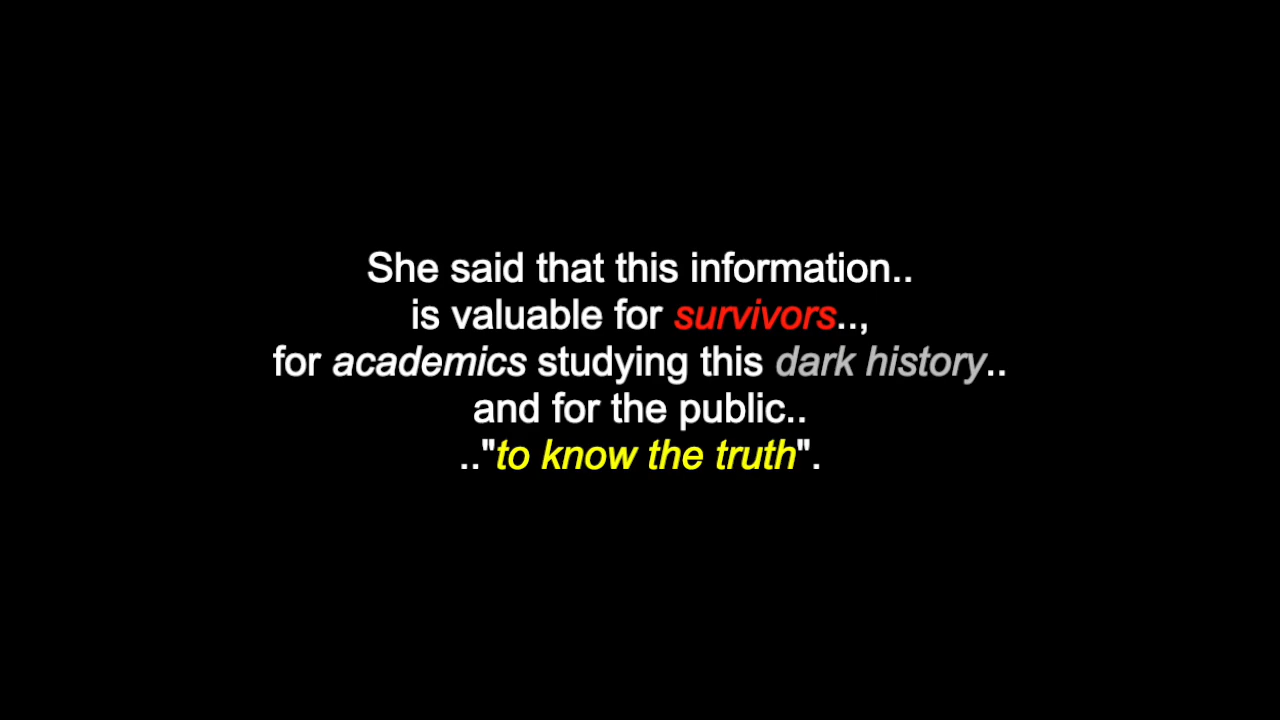 She said that this information..
is valuable for survivors..,
for academics studying this dark history..
and for the public..
.."to know the truth".